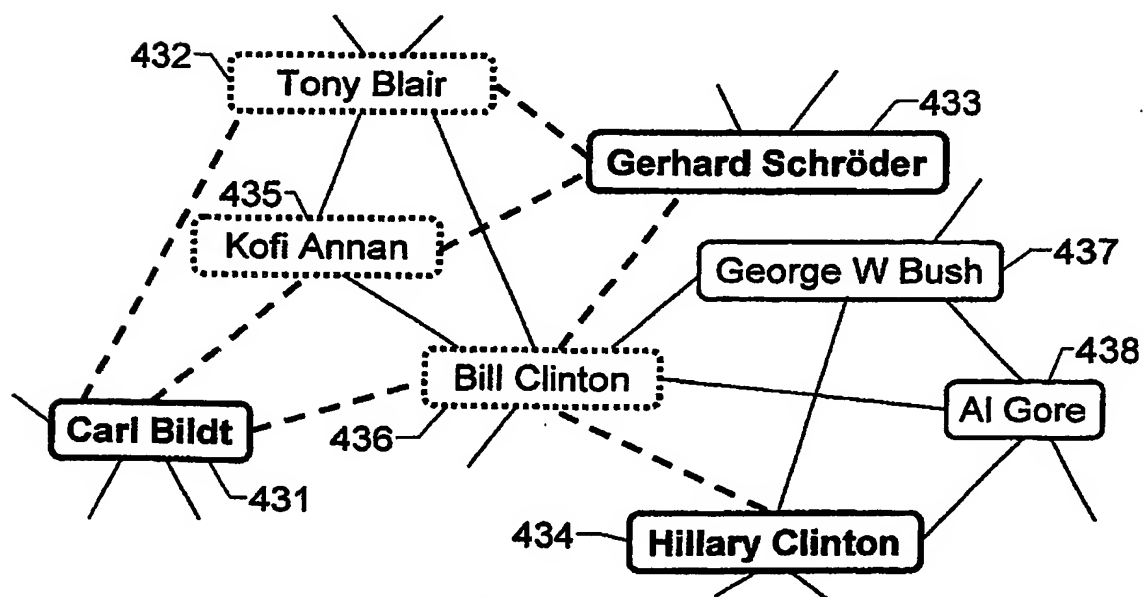 432
Tony Blair
433
Gerhard Schröder
435
Kofi Annan
George W Bush
437
438
Bill Clinton
Al Gore
Carl Bildt
436
431
434
Hillary Clinton